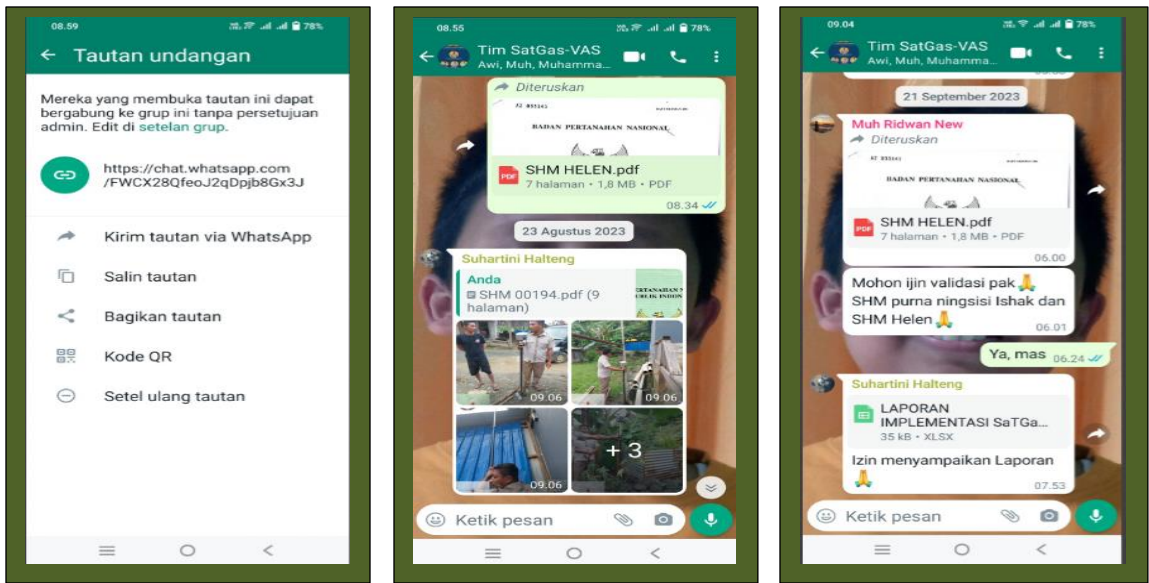 08.59
78%
Tautan undangan
Mereka yang membuka tautan ini dapat
bergabung ke grup ini tanpa persetujuan
admin. Edit di setelan grup.
https://chat.whatsapp.com
/FWCX28QfeoJ2qDpjb8Gx3J
Kirim tautan via WhatsApp
Salin tautan
Bagikan tautan
Kode QR
Setel ulang tautan
08.55
78%
Tim SatGas-VAS
Awi, Muh, Muhamma...
Diteruskan
BADAN PERTANAHAN NASIONAL
PDF
SHM HELEN.pdf
7 halaman • 1,8 MB • PDF
08.34
23 Agustus 2023
Suhartini Halteng
Anda
SHM 00194.pdf (9
halaman)
09.06
09.06
09.06
+ 3
Ketik pesan
09.04
78%
Tim SatGas-VAS
Awi, Muh, Muhamma...
21 September 2023
Muh Ridwan New
Diteruskan
BADAN PERTANAHAN NASIONAL
PDF
SHM HELEN.pdf
7 halaman • 1,8 MB • PDF
06.00
Mohon ijin validasi pak🙏
SHM purna ningsisi Ishak dan
SHM Helen🙏
06.01
Ya, mas 06.24
Suhartini Halteng
LAPORAN
IMPLEMENTASI SaTGa...
35 kB • XLSX
Izin menyampaikan Laporan
🙏
07.53
Ketik pesan